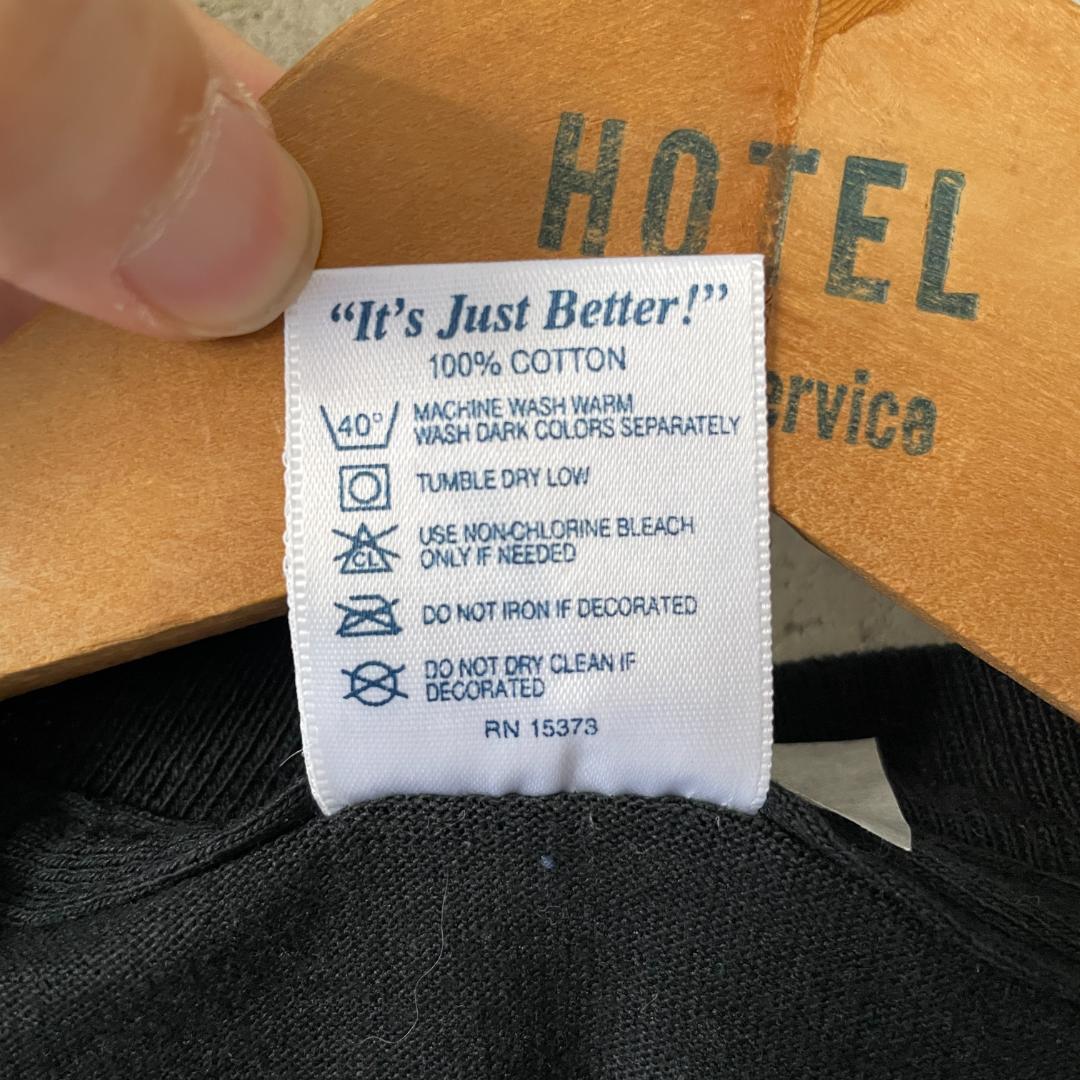 HOTEL
ervice
“It’s Just Better!”
100% COTTON
40°
MACHINE WASH WARM
WASH DARK COLORS SEPARATELY
TUMBLE DRY LOW
CL
USE NON-CHLORINE BLEACH
ONLY IF NEEDED
DO NOT IRON IF DECORATED
DO NOT DRY CLEAN IF
DECORATED
RN 15373